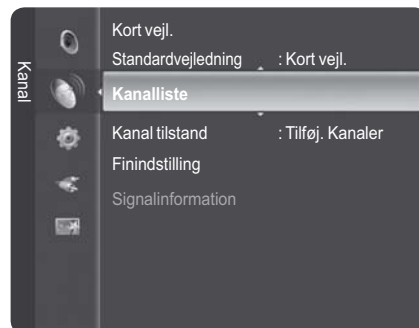 Kanal
Kort vejl.
Standardvejledning : Kort vejl.
Kanalliste
Kanal tilstand : Tilføj. Kanaler
Finindstilling
Signalinformation